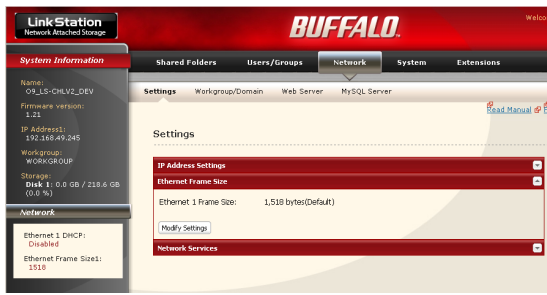 LinkStation
Network Attached Storage
BUFFALO
System Information
Shared Folders Users/Groups Network System Extensions
Name:
O9_LS-CHLV2_DEV
Settings Workgroup/Domain Web Server MySQL Server
Firmware version:
1.21
Read Manual
IP Address1:
192.168.49.245
Settings
Workgroup:
WORKGROUP
IP Address Settings
Storage:
Disk 1: 0.0 GB / 218.6 GB
(0.0 %)
Ethernet Frame Size
Ethernet 1 Frame Size: 1,518 bytes(Default)
Network
Modify Settings
Ethernet 1 DHCP:
Disabled
Network Services
Ethernet Frame Size1:
1518